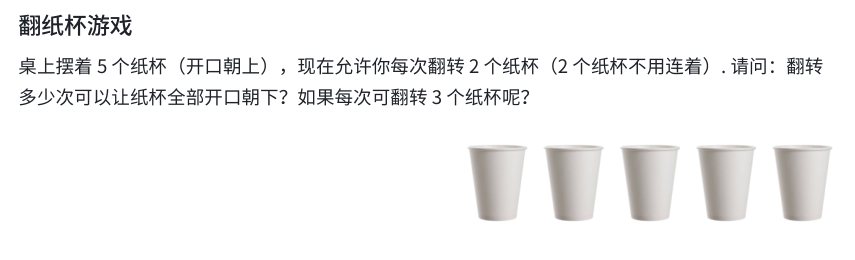 翻纸杯游戏
桌上摆着 5 个纸杯（开口朝上），现在允许你每次翻转 2 个纸杯（2 个纸杯不用连着）. 请问：翻转
多少次可以让纸杯全部开口朝下？如果每次可翻转 3 个纸杯呢？